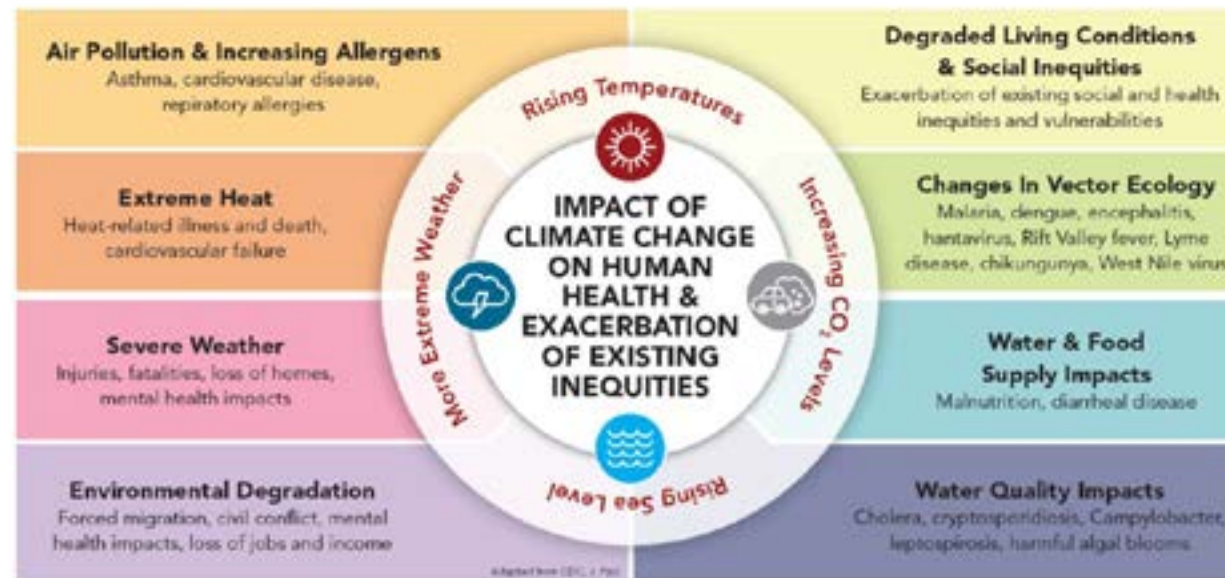 Air Pollution & Increasing Allergens
Asthma, cardiovascular disease,
repiratory allergies
Extreme Heat
Heat-related illness and death,
cardiovascular failure
Severe Weather
Injuries, fatalities, loss of homes,
mental health impacts
Environmental Degradation
Forced migration, civil conflict, mental
health impacts, loss of jobs and income
Adapted from CDC, J. Patz
Rising Temperatures
More Extreme Weather
IMPACT OF
CLIMATE CHANGE
ON HUMAN
HEALTH &
EXACERBATION
OF EXISTING
INEQUITIES
Increasing CO₂ Levels
Rising Sea Level
Degraded Living Conditions
& Social Inequities
Exacerbation of existing social and health
inequities and vulnerabilities
Changes In Vector Ecology
Malaria, dengue, encephalitis,
hantavirus, Rift Valley fever, Lyme
disease, chikungunya, West Nile virus
Water & Food
Supply Impacts
Malnutrition, diarrheal disease
Water Quality Impacts
Cholera, cryptosporidiosis, Campylobacter,
leptospirosis, harmful algal blooms